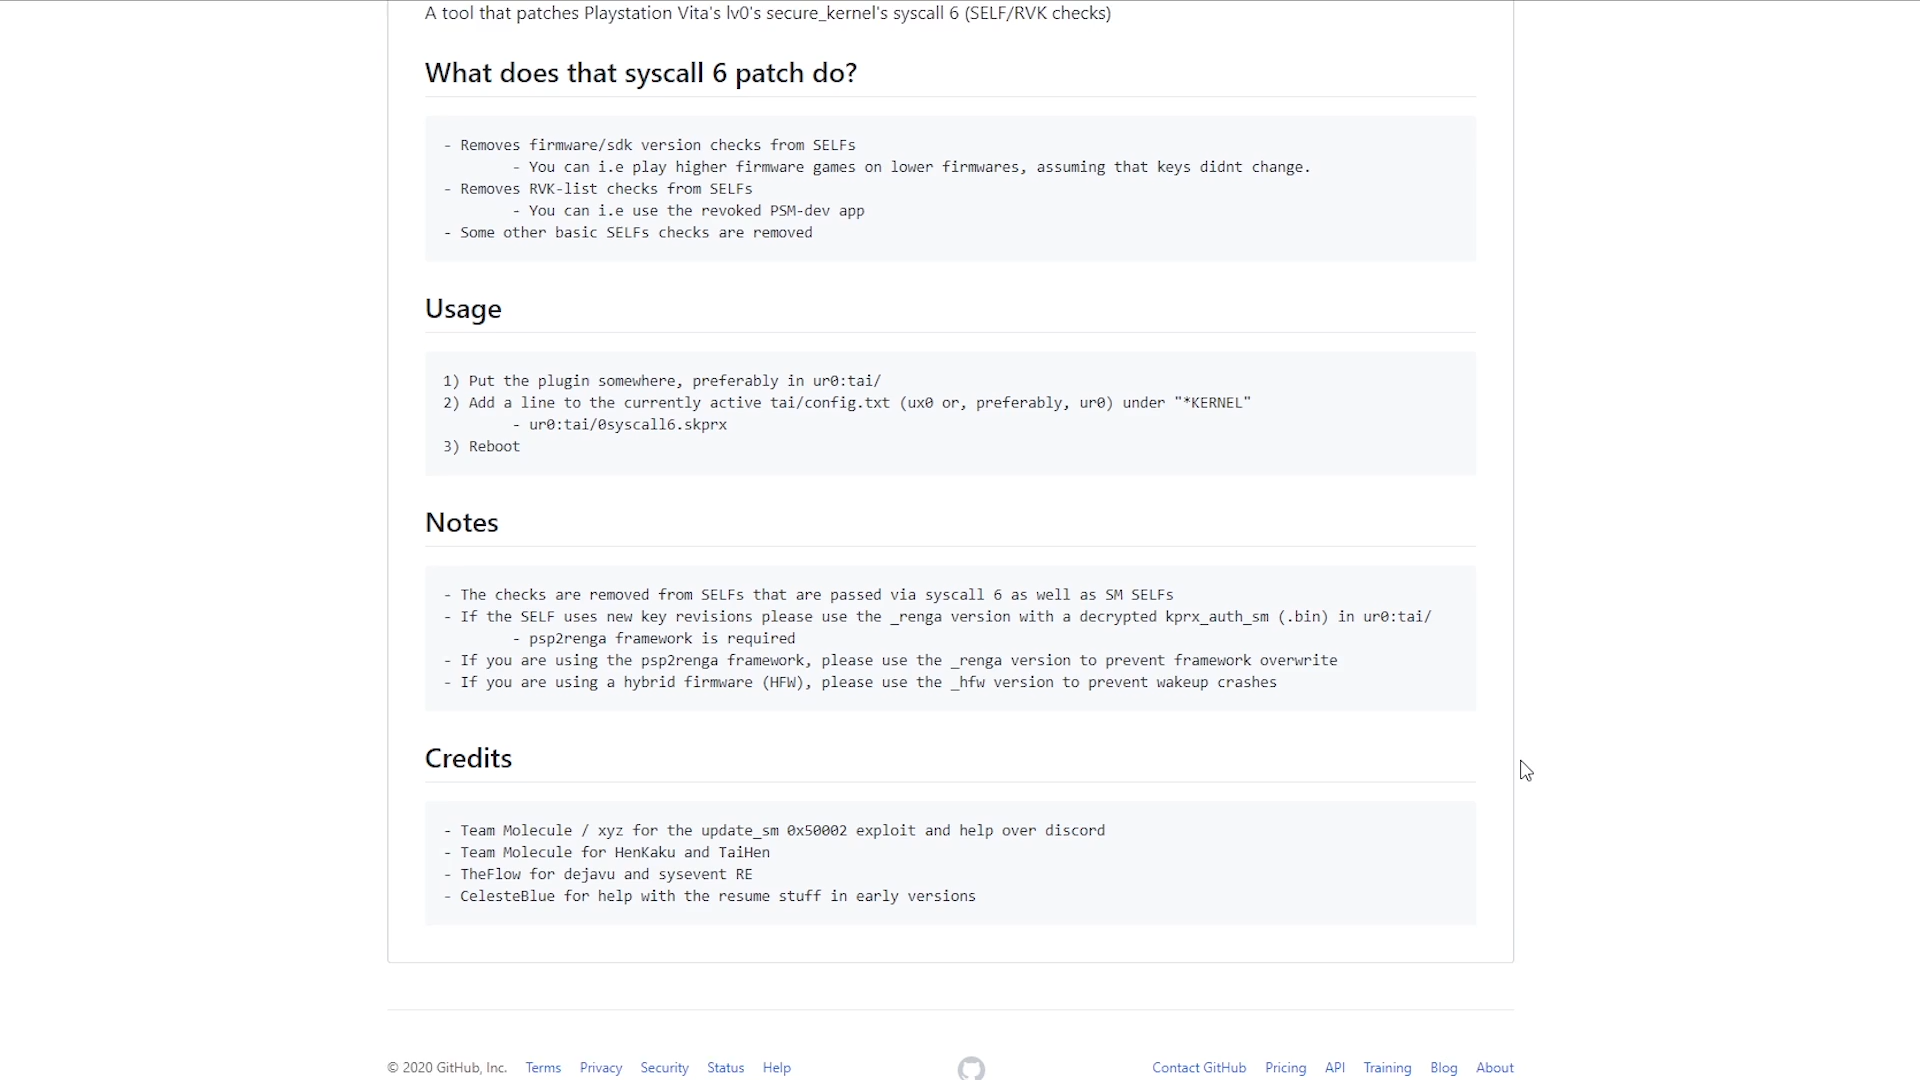 A tool that patches Playstation Vita's lv0's secure_kernel's syscall 6 (SELF/RVK checks)
What does that syscall 6 patch do?
- Removes firmware/sdk version checks from SELFs
- You can i.e play higher firmware games on lower firmwares, assuming that keys didnt change.
- Removes RVK-list checks from SELFs
- You can i.e use the revoked PSM-dev app
- Some other basic SELFs checks are removed
Usage
1) Put the plugin somewhere, preferably in ur0:tai/
2) Add a line to the currently active tai/config.txt (ux0 or, preferably, ur0) under "*KERNEL"
- ur0:tai/0syscall6.skprx
3) Reboot
Notes
- The checks are removed from SELFs that are passed via syscall 6 as well as SM SELFs
- If the SELF uses new key revisions please use the _renga version with a decrypted kprx_auth_sm (.bin) in ur0:tai/
- psp2renga framework is required
- If you are using the psp2renga framework, please use the _renga version to prevent framework overwrite
- If you are using a hybrid firmware (HFW), please use the _hfw version to prevent wakeup crashes
Credits
- Team Molecule / xyz for the update_sm 0x50002 exploit and help over discord
- Team Molecule for HenKaku and TaiHen
- TheFlow for dejavu and sysevent RE
- CelesteBlue for help with the resume stuff in early versions
© 2020 GitHub, Inc. Terms Privacy Security Status Help Contact GitHub Pricing API Training Blog About